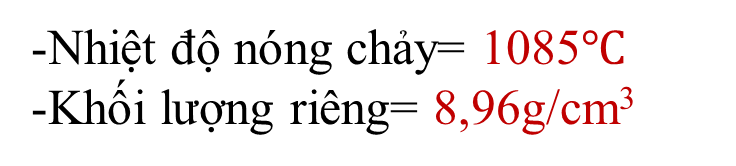 -Nhiệt độ nóng chảy= 1085°C
-Khối lượng riêng= 8,96g/cm³